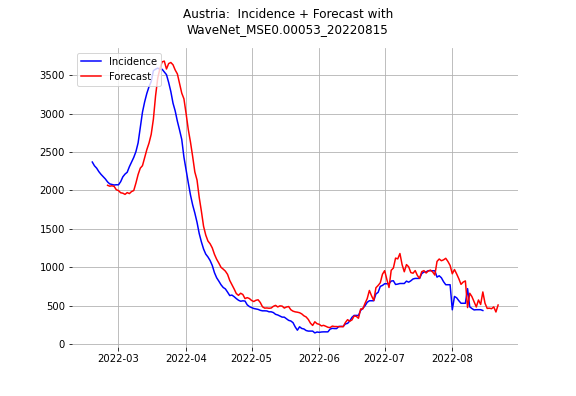 Austria:  Incidence + Forecast with
WaveNet_MSE0.00053_20220815
Incidence
Forecast
3500
3000
2500
2000
1500
1000
500
0
2022-03 2022-04 2022-05 2022-06 2022-07 2022-08